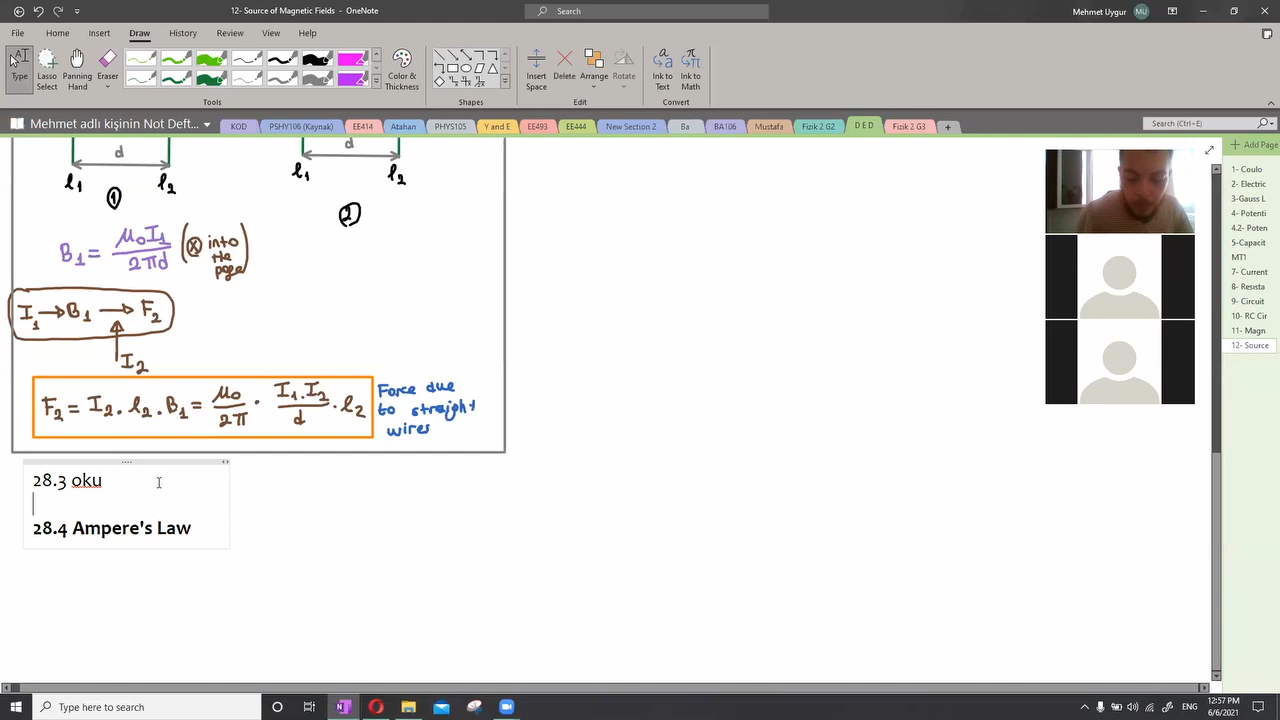 12- Source of Magnetic Fields - OneNote
Search
Mehmet Uygur
MU
File Home Insert Draw History Review View Help
Type
Lasso Select
Panning Hand
Eraser
Color & Thickness
Insert Space
Delete
Arrange
Rotate
Ink to Text
Ink to Math
Tools
Shapes
Edit
Convert
Mehmet adlı kişinin Not Deft...
KOD PSHY106 (Kaynak) EE414 Atahan PHYS105 Y and E EE493 EE444 New Section 2 Ba BA106 Mustafa Fizik 2 G2 D E D Fizik 2 G3 +
Search (Ctrl+E)
Add Page
1- Coulo
2- Electric
3-Gauss L
4- Potenti
4.2- Poten
5-Capacit
MT1
7- Current
8- Resista
9- Circuit
10- RC Cir
11- Magn
12- Source
d d
ℓ1 ℓ2 ℓ1 ℓ2
1 2
B1 = μ0 I1 / 2πd (⊗ into the page)
I1 → B1 → F2
I2
F2 = I2 . ℓ2 . B1 = μ0 / 2π . I1 . I2 / d . ℓ2
Force due
to straight
wires
28.3 oku
28.4 Ampere's Law
Type here to search
ENG
12:57 PM
6/6/2021